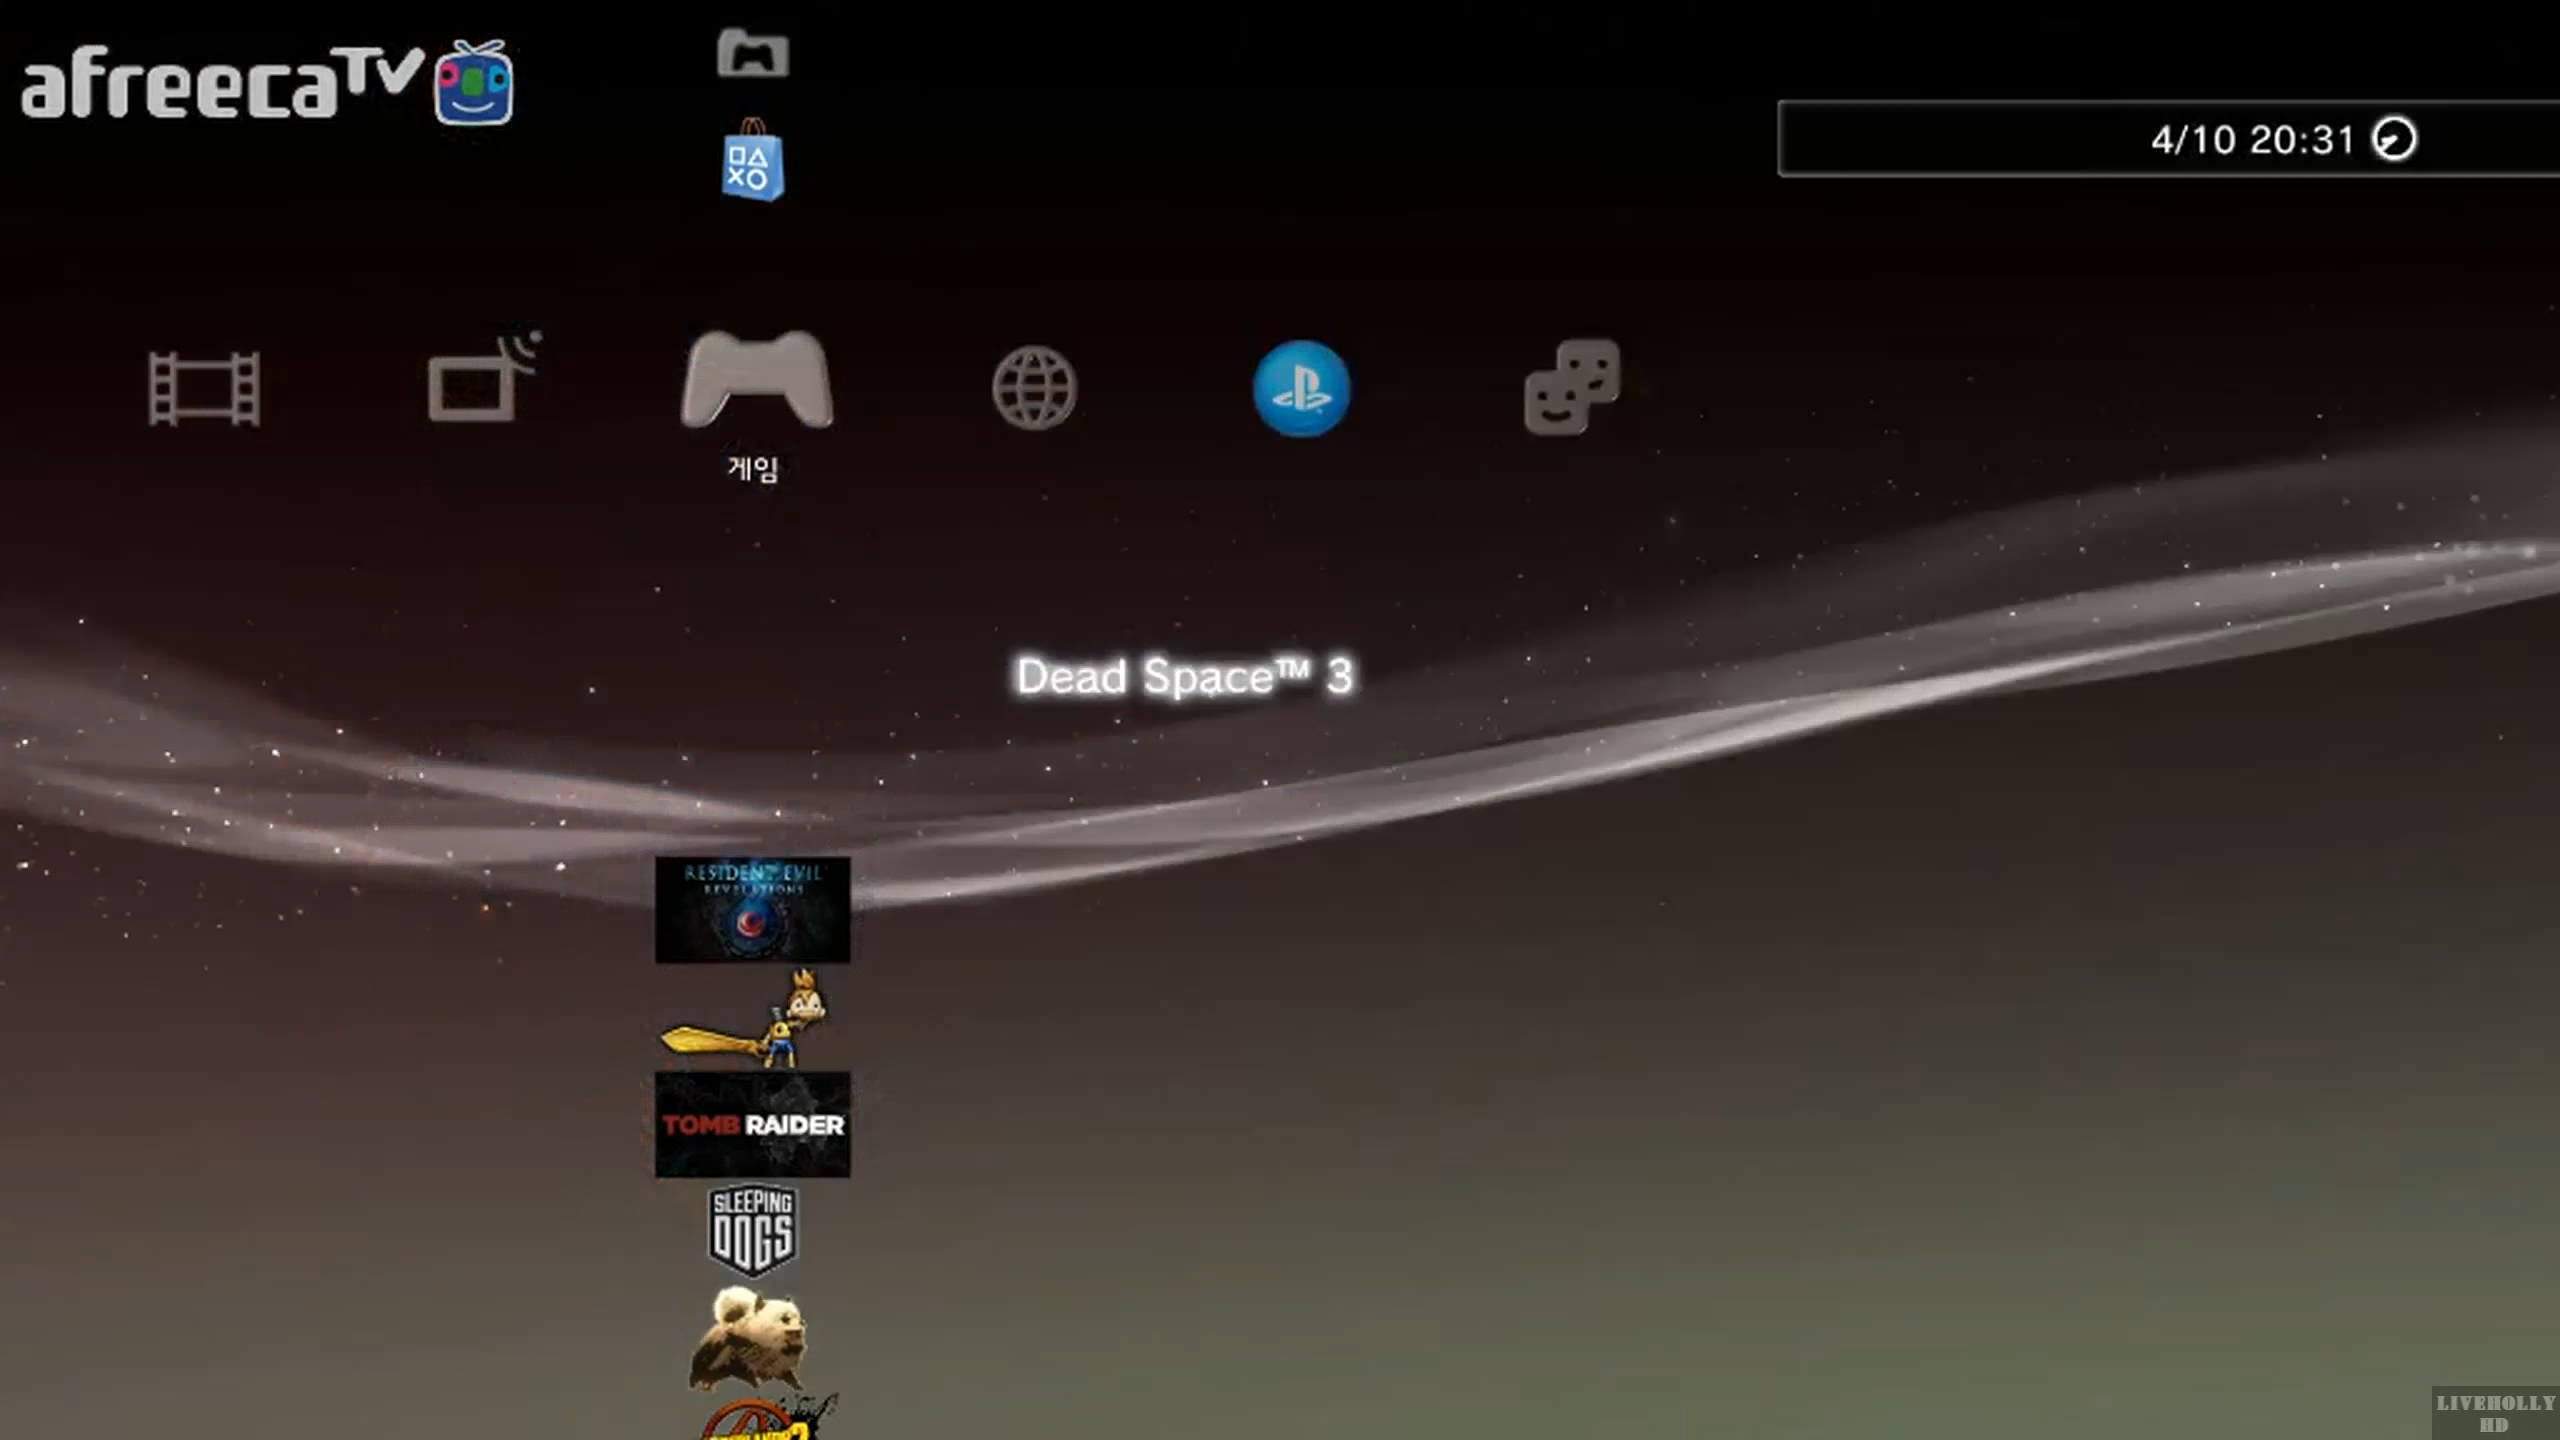 afreecaTV
4/10 20:31
게임
Dead Space™ 3
RESIDENT EVIL
REVELATIONS
TOMB RAIDER
SLEEPING
DOGS
LIVEHOLLY
HD